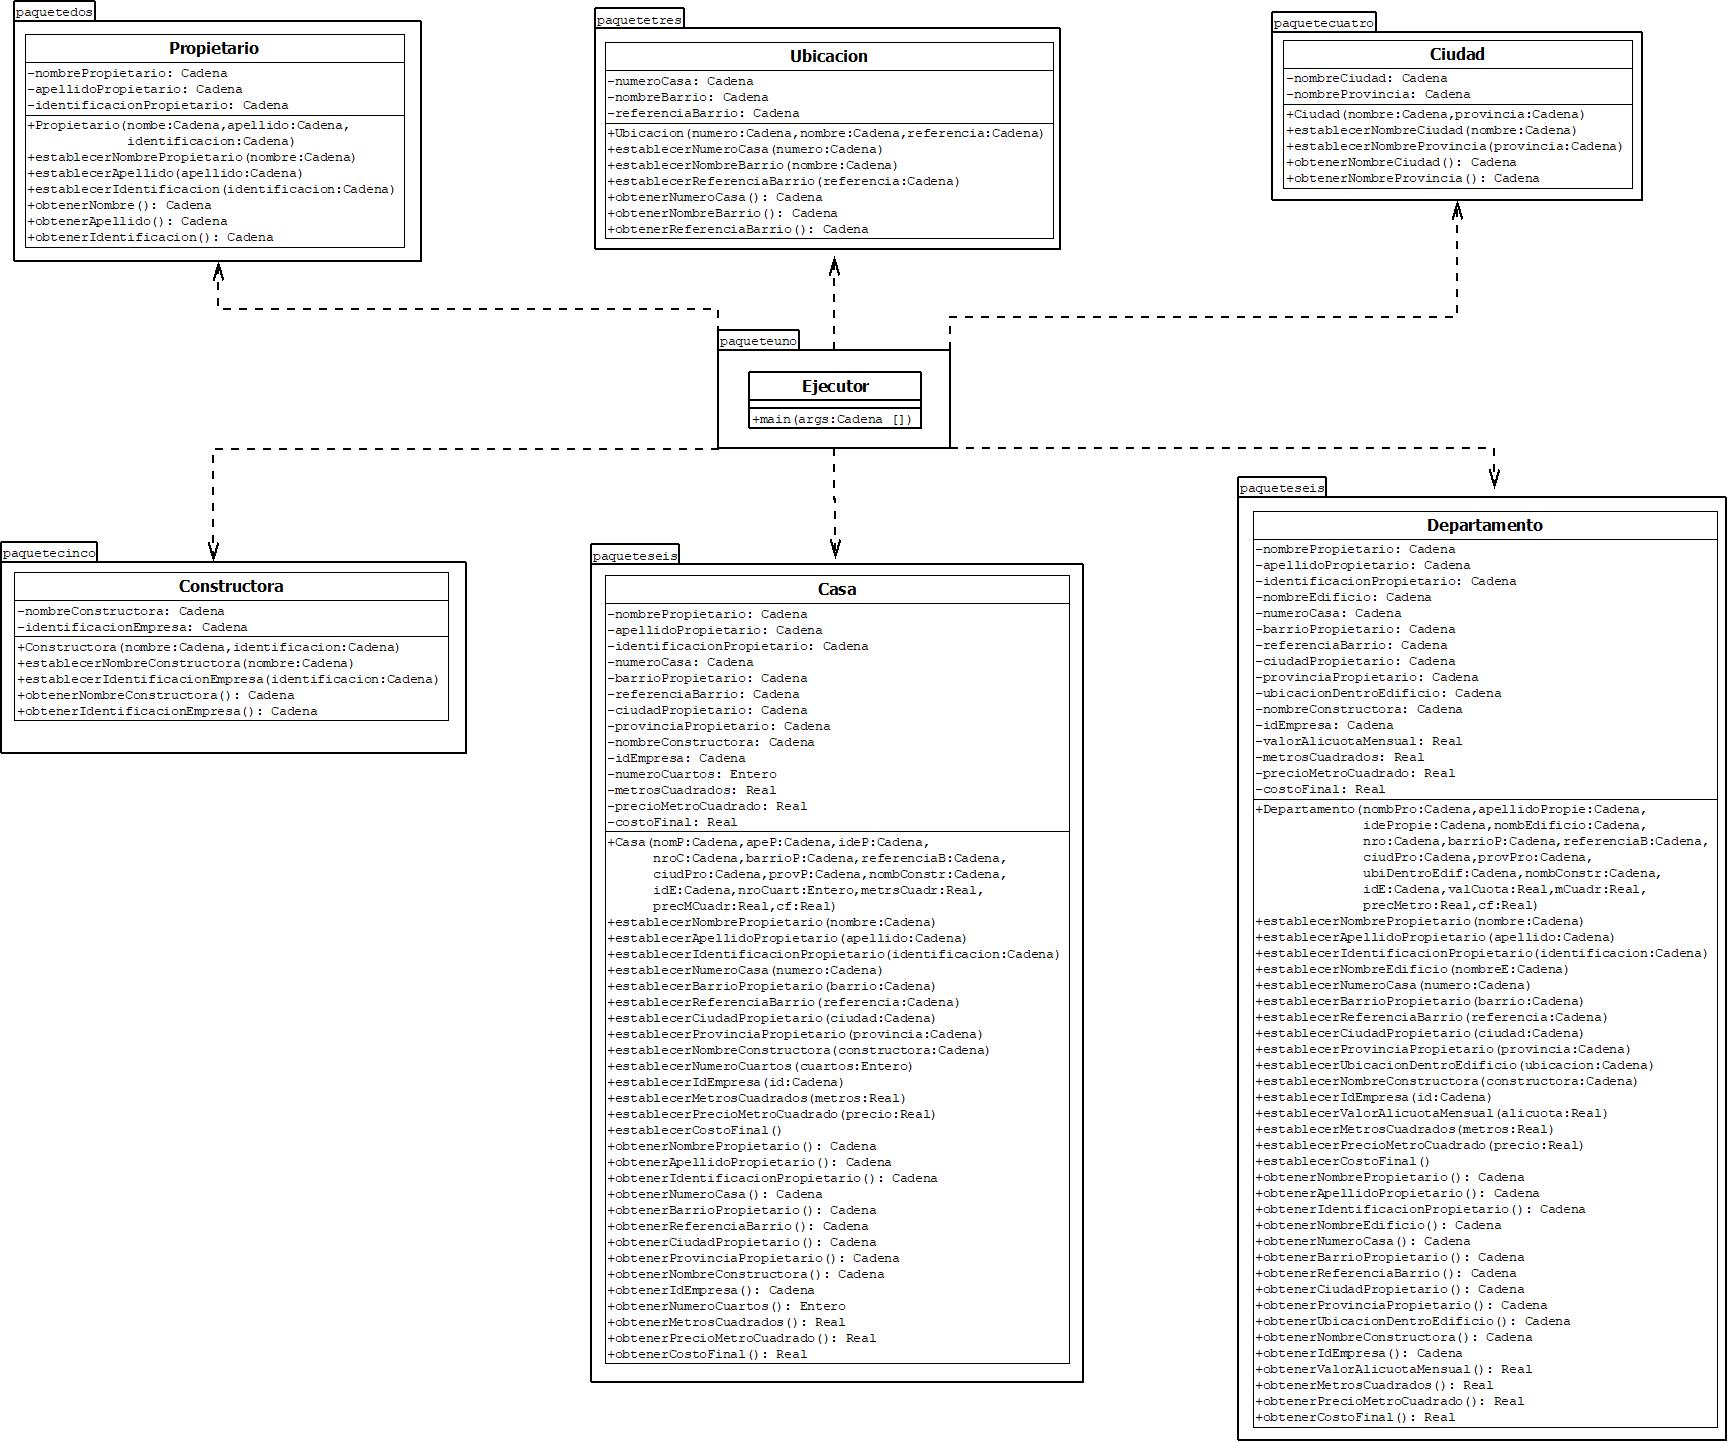 paquetedos
Propietario
-nombrePropietario: Cadena
-apellidoPropietario: Cadena
-identificacionPropietario: Cadena
+Propietario(nombe:Cadena,apellido:Cadena,
identificacion:Cadena)
+establecerNombrePropietario(nombre:Cadena)
+establecerApellido(apellido:Cadena)
+establecerIdentificacion(identificacion:Cadena)
+obtenerNombre(): Cadena
+obtenerApellido(): Cadena
+obtenerIdentificacion(): Cadena
paquetetres
Ubicacion
-numeroCasa: Cadena
-nombreBarrio: Cadena
-referenciaBarrio: Cadena
+Ubicacion(numero:Cadena,nombre:Cadena,referencia:Cadena)
+establecerNumeroCasa(numero:Cadena)
+establecerNombreBarrio(nombre:Cadena)
+establecerReferenciaBarrio(referencia:Cadena)
+obtenerNumeroCasa(): Cadena
+obtenerNombreBarrio(): Cadena
+obtenerReferenciaBarrio(): Cadena
paquetecuatro
Ciudad
-nombreCiudad: Cadena
-nombreProvincia: Cadena
+Ciudad(nombre:Cadena,provincia:Cadena)
+establecerNombreCiudad(nombre:Cadena)
+establecerNombreProvincia(provincia:Cadena)
+obtenerNombreCiudad(): Cadena
+obtenerNombreProvincia(): Cadena
paqueteuno
Ejecutor
+main(args:Cadena [])
paquetecinco
Constructora
-nombreConstructora: Cadena
-identificacionEmpresa: Cadena
+Constructora(nombre:Cadena,identificacion:Cadena)
+establecerNombreConstructora(nombre:Cadena)
+establecerIdentificacionEmpresa(identificacion:Cadena)
+obtenerNombreConstructora(): Cadena
+obtenerIdentificacionEmpresa(): Cadena
paqueteseis
Casa
-nombrePropietario: Cadena
-apellidoPropietario: Cadena
-identificacionPropietario: Cadena
-numeroCasa: Cadena
-barrioPropietario: Cadena
-referenciaBarrio: Cadena
-ciudadPropietario: Cadena
-provinciaPropietario: Cadena
-nombreConstructora: Cadena
-idEmpresa: Cadena
-numeroCuartos: Entero
-metrosCuadrados: Real
-precioMetroCuadrado: Real
-costoFinal: Real
+Casa(nomP:Cadena,apeP:Cadena,ideP:Cadena,
nroC:Cadena,barrioP:Cadena,referenciaB:Cadena,
ciudPro:Cadena,provP:Cadena,nombConstr:Cadena,
idE:Cadena,nroCuart:Entero,metrsCuadr:Real,
precMCuadr:Real,cf:Real)
+establecerNombrePropietario(nombre:Cadena)
+establecerApellidoPropietario(apellido:Cadena)
+establecerIdentificacionPropietario(identificacion:Cadena)
+establecerNumeroCasa(numero:Cadena)
+establecerBarrioPropietario(barrio:Cadena)
+establecerReferenciaBarrio(referencia:Cadena)
+establecerCiudadPropietario(ciudad:Cadena)
+establecerProvinciaPropietario(provincia:Cadena)
+establecerNombreConstructora(constructora:Cadena)
+establecerNumeroCuartos(cuartos:Entero)
+establecerIdEmpresa(id:Cadena)
+establecerMetrosCuadrados(metros:Real)
+establecerPrecioMetroCuadrado(precio:Real)
+establecerCostoFinal()
+obtenerNombrePropietario(): Cadena
+obtenerApellidoPropietario(): Cadena
+obtenerIdentificacionPropietario(): Cadena
+obtenerNumeroCasa(): Cadena
+obtenerBarrioPropietario(): Cadena
+obtenerReferenciaBarrio(): Cadena
+obtenerCiudadPropietario(): Cadena
+obtenerProvinciaPropietario(): Cadena
+obtenerNombreConstructora(): Cadena
+obtenerIdEmpresa(): Cadena
+obtenerNumeroCuartos(): Entero
+obtenerMetrosCuadrados(): Real
+obtenerPrecioMetroCuadrado(): Real
+obtenerCostoFinal(): Real
paqueteseis
Departamento
-nombrePropietario: Cadena
-apellidoPropietario: Cadena
-identificacionPropietario: Cadena
-nombreEdificio: Cadena
-numeroCasa: Cadena
-barrioPropietario: Cadena
-referenciaBarrio: Cadena
-ciudadPropietario: Cadena
-provinciaPropietario: Cadena
-ubicacionDentroEdificio: Cadena
-nombreConstructora: Cadena
-idEmpresa: Cadena
-valorAlicuotaMensual: Real
-metrosCuadrados: Real
-precioMetroCuadrado: Real
-costoFinal: Real
+Departamento(nombPro:Cadena,apellidoPropie:Cadena,
idePropie:Cadena,nombEdificio:Cadena,
nro:Cadena,barrioP:Cadena,referenciaB:Cadena,
ciudPro:Cadena,provPro:Cadena,
ubiDentroEdif:Cadena,nombConstr:Cadena,
idE:Cadena,valCuota:Real,mCuadr:Real,
precMetro:Real,cf:Real)
+establecerNombrePropietario(nombre:Cadena)
+establecerApellidoPropietario(apellido:Cadena)
+establecerIdentificacionPropietario(identificacion:Cadena)
+establecerNombreEdificio(nombreE:Cadena)
+establecerNumeroCasa(numero:Cadena)
+establecerBarrioPropietario(barrio:Cadena)
+establecerReferenciaBarrio(referencia:Cadena)
+establecerCiudadPropietario(ciudad:Cadena)
+establecerProvinciaPropietario(provincia:Cadena)
+establecerUbicacionDentroEdificio(ubicacion:Cadena)
+establecerNombreConstructora(constructora:Cadena)
+establecerIdEmpresa(id:Cadena)
+establecerValorAlicuotaMensual(alicuota:Real)
+establecerMetrosCuadrados(metros:Real)
+establecerPrecioMetroCuadrado(precio:Real)
+establecerCostoFinal()
+obtenerNombrePropietario(): Cadena
+obtenerApellidoPropietario(): Cadena
+obtenerIdentificacionPropietario(): Cadena
+obtenerNombreEdificio(): Cadena
+obtenerNumeroCasa(): Cadena
+obtenerBarrioPropietario(): Cadena
+obtenerReferenciaBarrio(): Cadena
+obtenerCiudadPropietario(): Cadena
+obtenerProvinciaPropietario(): Cadena
+obtenerUbicacionDentroEdificio(): Cadena
+obtenerNombreConstructora(): Cadena
+obtenerIdEmpresa(): Cadena
+obtenerValorAlicuotaMensual(): Real
+obtenerMetrosCuadrados(): Real
+obtenerPrecioMetroCuadrado(): Real
+obtenerCostoFinal(): Real